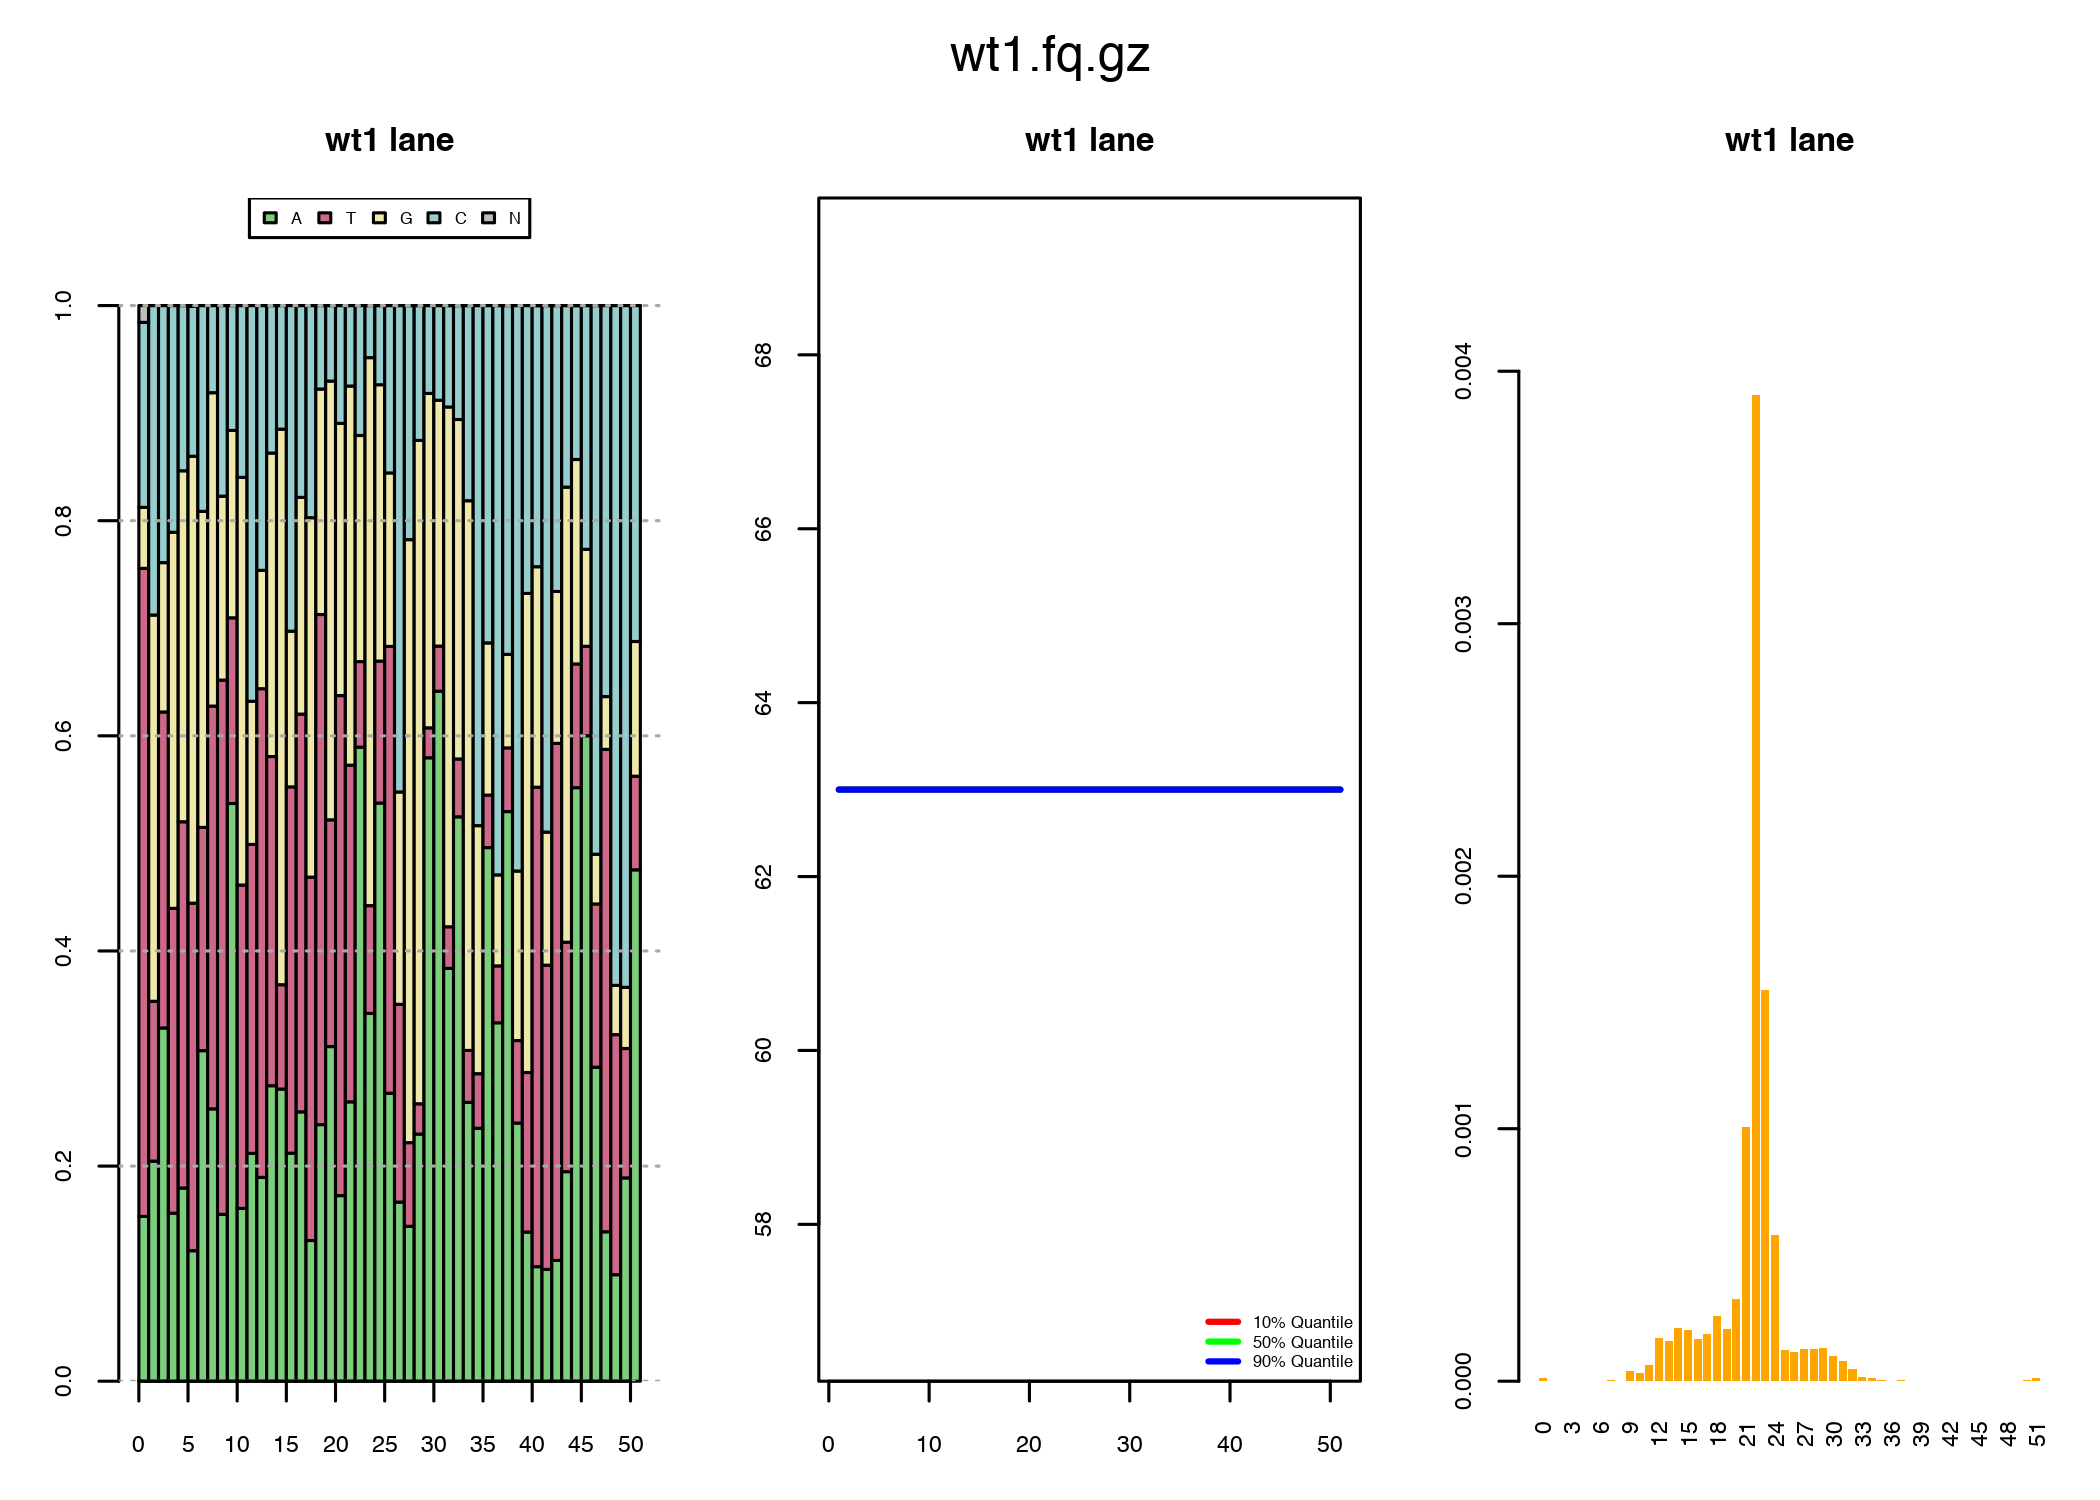 wt1.fq.gz
wt1 lane
A T G C N
1.0
0.8
0.6
0.4
0.2
0.0
0 5 10 15 20 25 30 35 40 45 50
wt1 lane
68
66
64
62
60
58
10% Quantile
50% Quantile
90% Quantile
0 10 20 30 40 50
wt1 lane
0.004
0.003
0.002
0.001
0.000
0 3 6 9 12 15 18 21 24 27 30 33 36 39 42 45 48 51